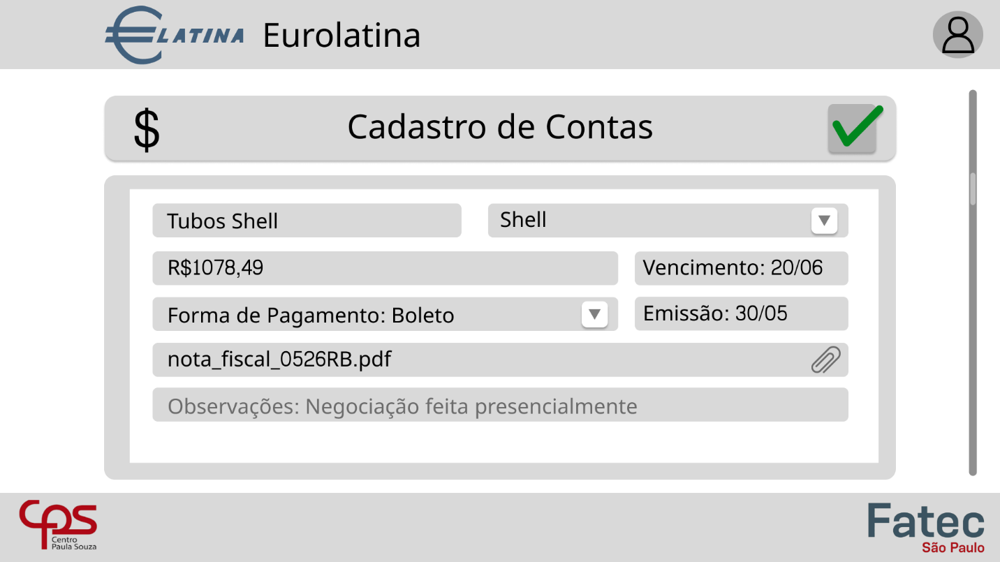 €LATINA Eurolatina
$ Cadastro de Contas
Tubos Shell
Shell
R$1078,49
Vencimento: 20/06
Forma de Pagamento: Boleto
Emissão: 30/05
nota_fiscal_0526RB.pdf
Observações: Negociação feita presencialmente
cps
Centro
Paula Souza
Fatec
São Paulo